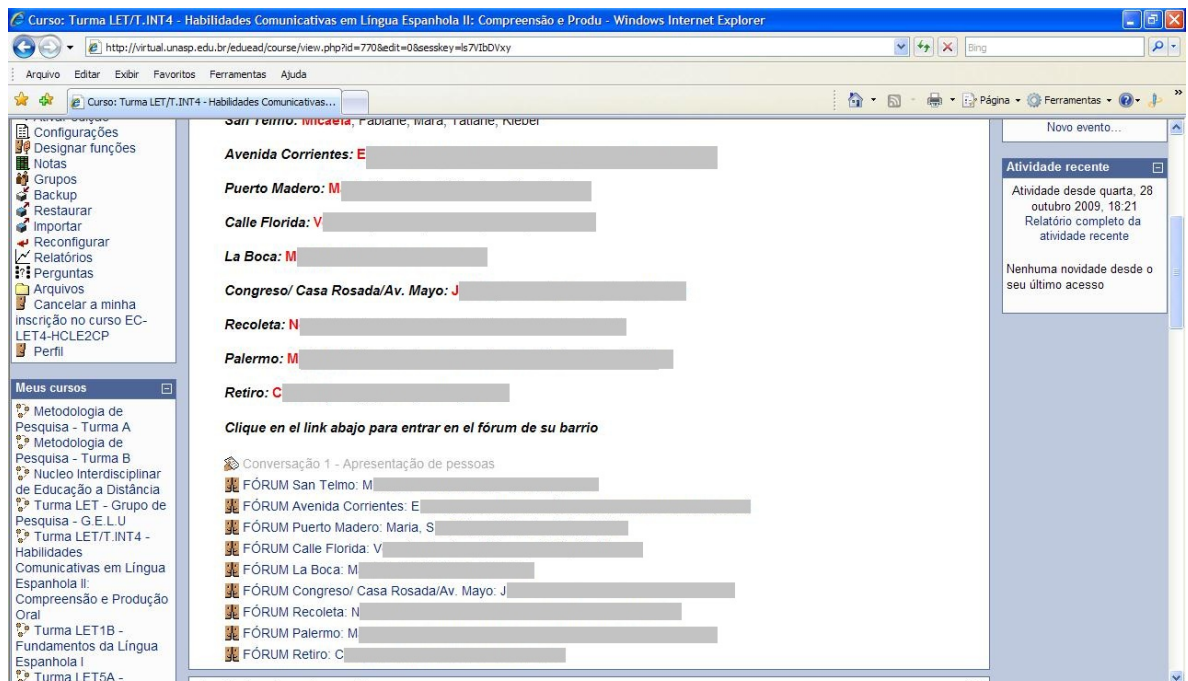 Curso: Turma LET/T.INT4 - Habilidades Comunicativas em Língua Espanhola II: Compreensão e Produ - Windows Internet Explorer
http://virtual.unasp.edu.br/eduead/course/view.php?id=770&edit=0&sesskey=ls7VIbDVxy
Bing
Arquivo Editar Exibir Favoritos Ferramentas Ajuda
Curso: Turma LET/T.INT4 - Habilidades Comunicativas...
Página Ferramentas
Configurações
Designar funções
Notas
Grupos
Backup
Restaurar
Importar
Reconfigurar
Relatórios
Perguntas
Arquivos
Cancelar a minha
inscrição no curso EC-
LET4-HCLE2CP
Perfil
Meus cursos
Metodologia de
Pesquisa - Turma A
Metodologia de
Pesquisa - Turma B
Nucleo Interdisciplinar
de Educação a Distância
Turma LET - Grupo de
Pesquisa - G.E.L.U
Turma LET/T.INT4 -
Habilidades
Comunicativas em Língua
Espanhola II:
Compreensão e Produção
Oral
Turma LET1B -
Fundamentos da Língua
Espanhola I
Turma LET5A -
San Telmo: Micaela, Fabiane, Mara, Tatiane, Kleber
Avenida Corrientes: E
Puerto Madero: M
Calle Florida: V
La Boca: M
Congreso/ Casa Rosada/Av. Mayo: J
Recoleta: N
Palermo: M
Retiro: C
Clique en el link abajo para entrar en el fórum de su barrio
Conversação 1 - Apresentação de pessoas
FÓRUM San Telmo: M
FÓRUM Avenida Corrientes: E
FÓRUM Puerto Madero: Maria, S
FÓRUM Calle Florida: V
FÓRUM La Boca: M
FÓRUM Congreso/ Casa Rosada/Av. Mayo: J
FÓRUM Recoleta: N
FÓRUM Palermo: M
FÓRUM Retiro: C
Novo evento...
Atividade recente
Atividade desde quarta, 28
outubro 2009, 18:21
Relatório completo da
atividade recente
Nenhuma novidade desde o
seu último acesso